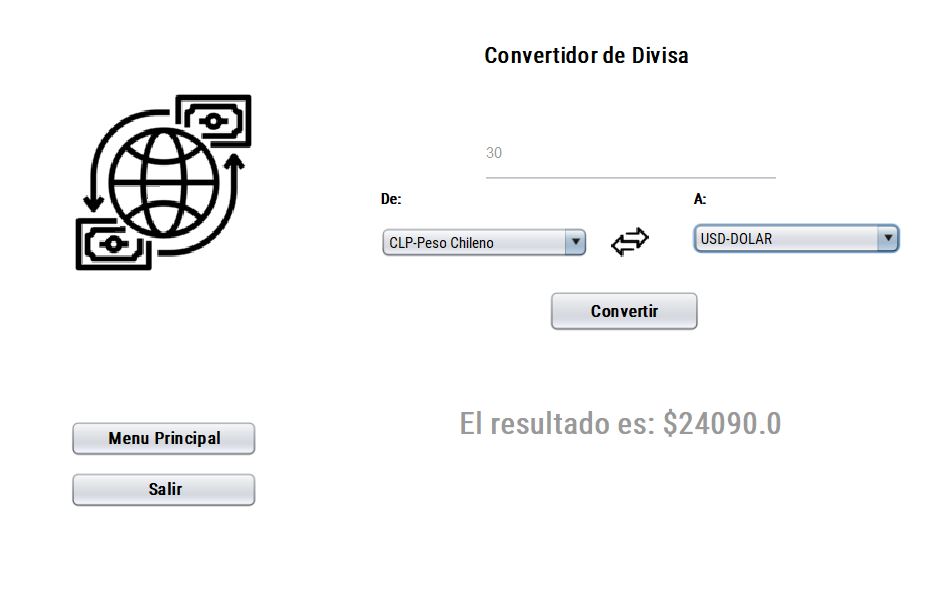 Convertidor de Divisa
30
De:
A:
CLP-Peso Chileno
USD-DOLAR
Convertir
El resultado es: $24090.0
Menu Principal
Salir